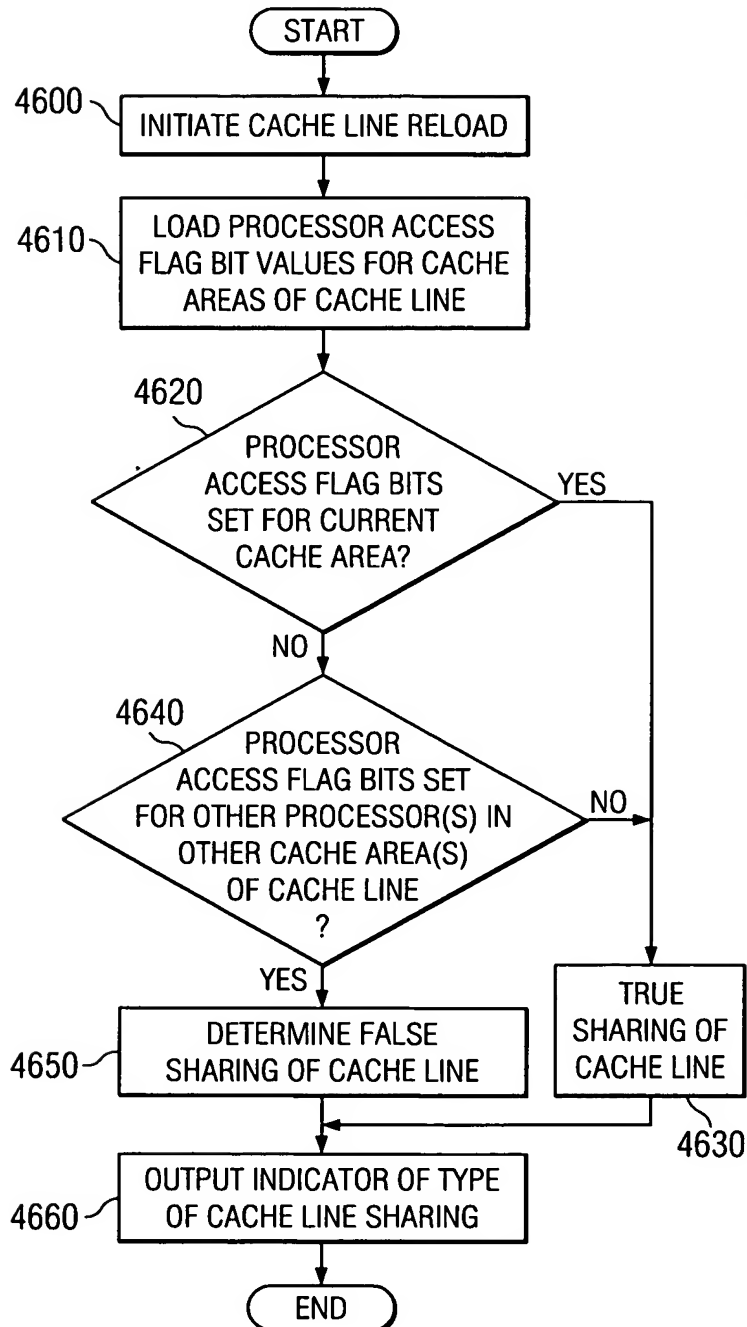 START
4600
INITIATE CACHE LINE RELOAD
4610
LOAD PROCESSOR ACCESS
FLAG BIT VALUES FOR CACHE
AREAS OF CACHE LINE
4620
PROCESSOR
ACCESS FLAG BITS
SET FOR CURRENT
CACHE AREA?
YES
NO
4640
PROCESSOR
ACCESS FLAG BITS SET
FOR OTHER PROCESSOR(S) IN
OTHER CACHE AREA(S)
OF CACHE LINE
?
NO
YES
4650
DETERMINE FALSE
SHARING OF CACHE LINE
TRUE
SHARING OF
CACHE LINE
4630
4660
OUTPUT INDICATOR OF TYPE
OF CACHE LINE SHARING
END